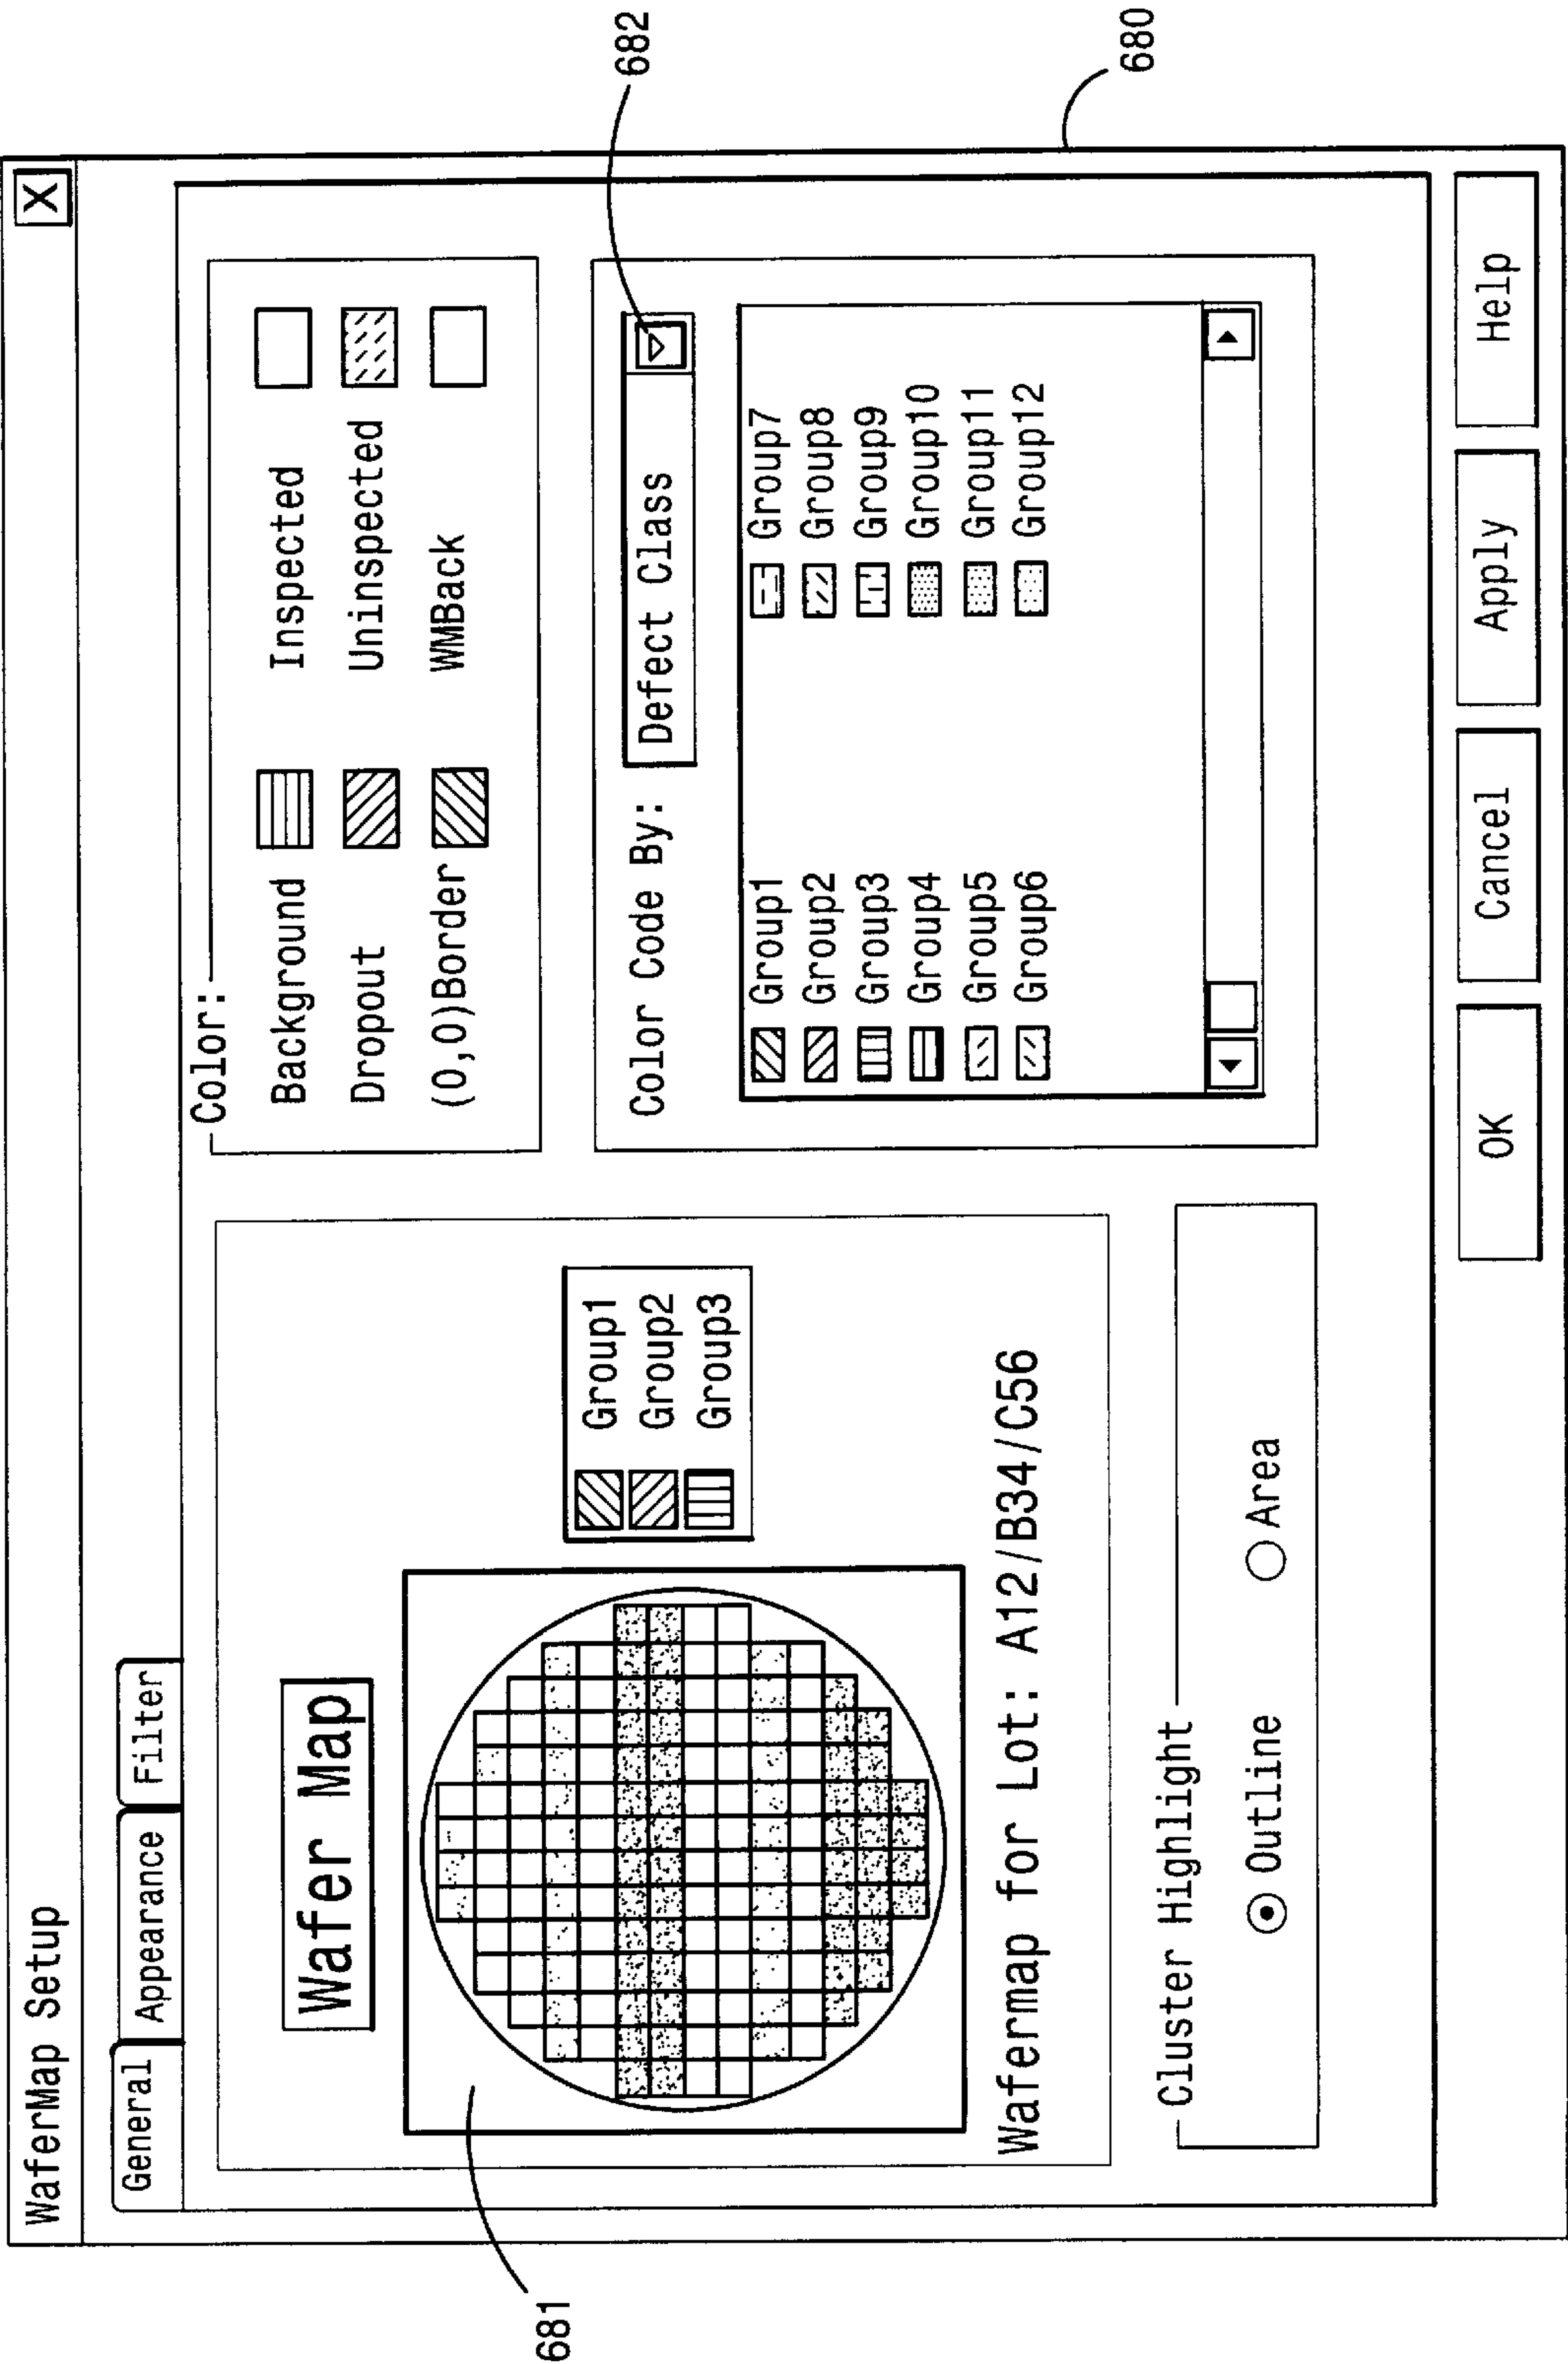 WaferMap Setup
X
General
Appearance
Filter
Wafer Map
Group1
Group2
Group3
Wafermap for Lot: A12/B34/C56
Cluster Highlight
Outline
Area
Color:
Background
Inspected
Dropout
Uninspected
(0,0)Border
WMBack
Color Code By:
Defect Class
Group1
Group7
Group2
Group8
Group3
Group9
Group4
Group10
Group5
Group11
Group6
Group12
OK
Cancel
Apply
Help
681
682
680